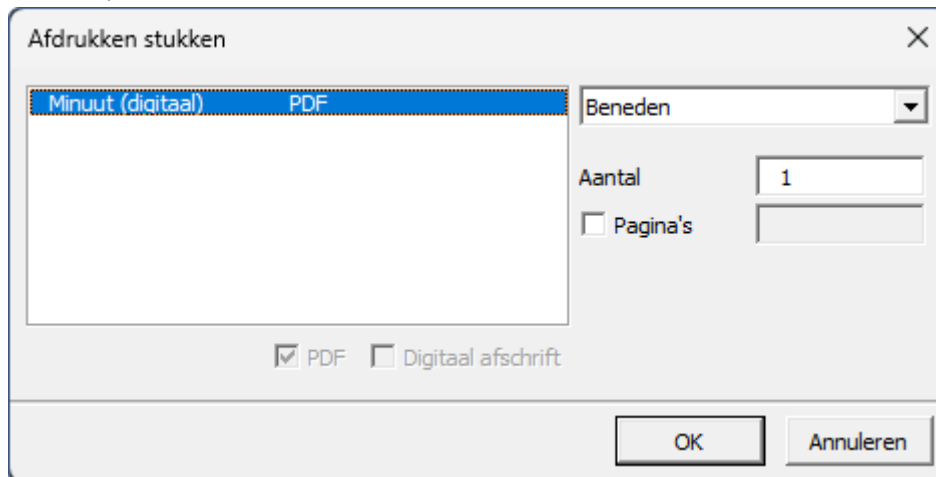 Afdrukken stukken
Minuut (digitaal) PDF
Beneden
Aantal 1
Pagina's
PDF Digitaal afschrift
OK Annuleren